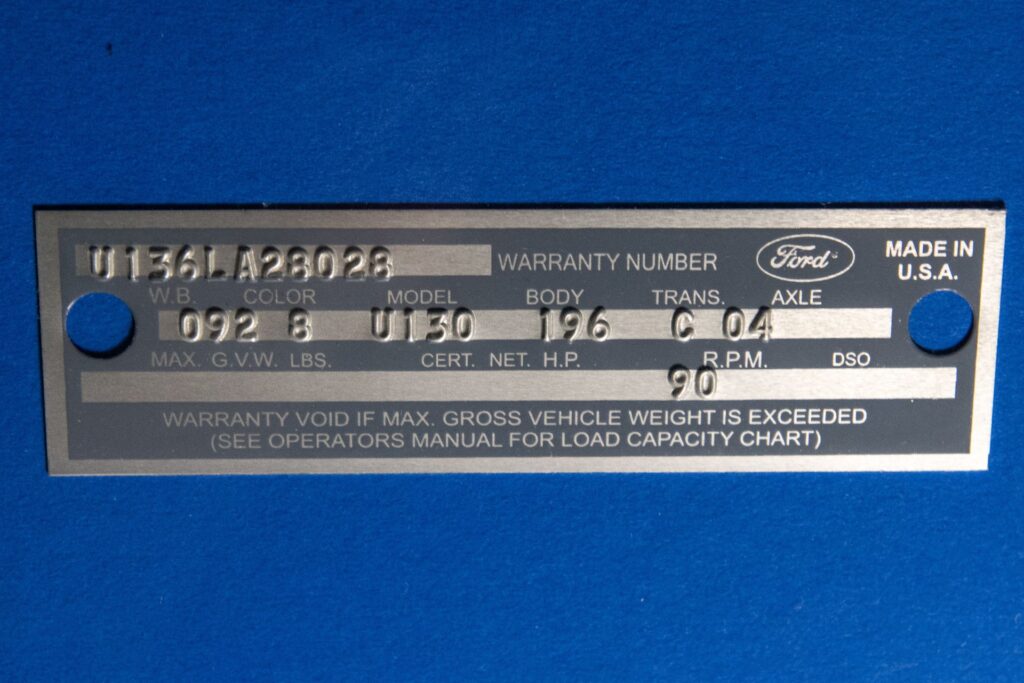 U136LA28028 WARRANTY NUMBER Ford MADE IN
U.S.A.
W.B. COLOR MODEL BODY TRANS. AXLE
092 8 U130 196 C 04
MAX. G.V.W. LBS. CERT. NET. H.P. R.P.M. DSO
90
WARRANTY VOID IF MAX. GROSS VEHICLE WEIGHT IS EXCEEDED
(SEE OPERATORS MANUAL FOR LOAD CAPACITY CHART)